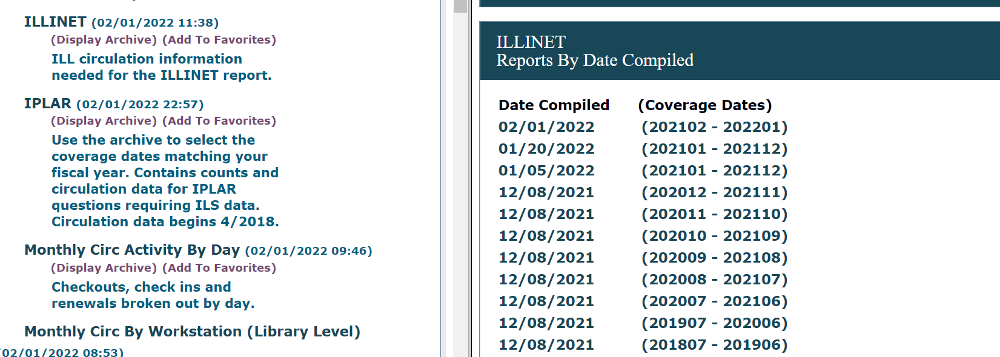 ILLINET (02/01/2022 11:38)
(Display Archive) (Add To Favorites)
ILL circulation information
needed for the ILLINET report.
IPLAR (02/01/2022 22:57)
(Display Archive) (Add To Favorites)
Use the archive to select the
coverage dates matching your
fiscal year. Contains counts and
circulation data for IPLAR
questions requiring ILS data.
Circulation data begins 4/2018.
Monthly Circ Activity By Day (02/01/2022 09:46)
(Display Archive) (Add To Favorites)
Checkouts, check ins and
renewals broken out by day.
Monthly Circ By Workstation (Library Level)
(02/01/2022 08:53)
ILLINET
Reports By Date Compiled
Date Compiled (Coverage Dates)
02/01/2022 (202102 - 202201)
01/20/2022 (202101 - 202112)
01/05/2022 (202101 - 202112)
12/08/2021 (202012 - 202111)
12/08/2021 (202011 - 202110)
12/08/2021 (202010 - 202109)
12/08/2021 (202009 - 202108)
12/08/2021 (202008 - 202107)
12/08/2021 (202007 - 202106)
12/08/2021 (201907 - 202006)
12/08/2021 (201807 - 201906)